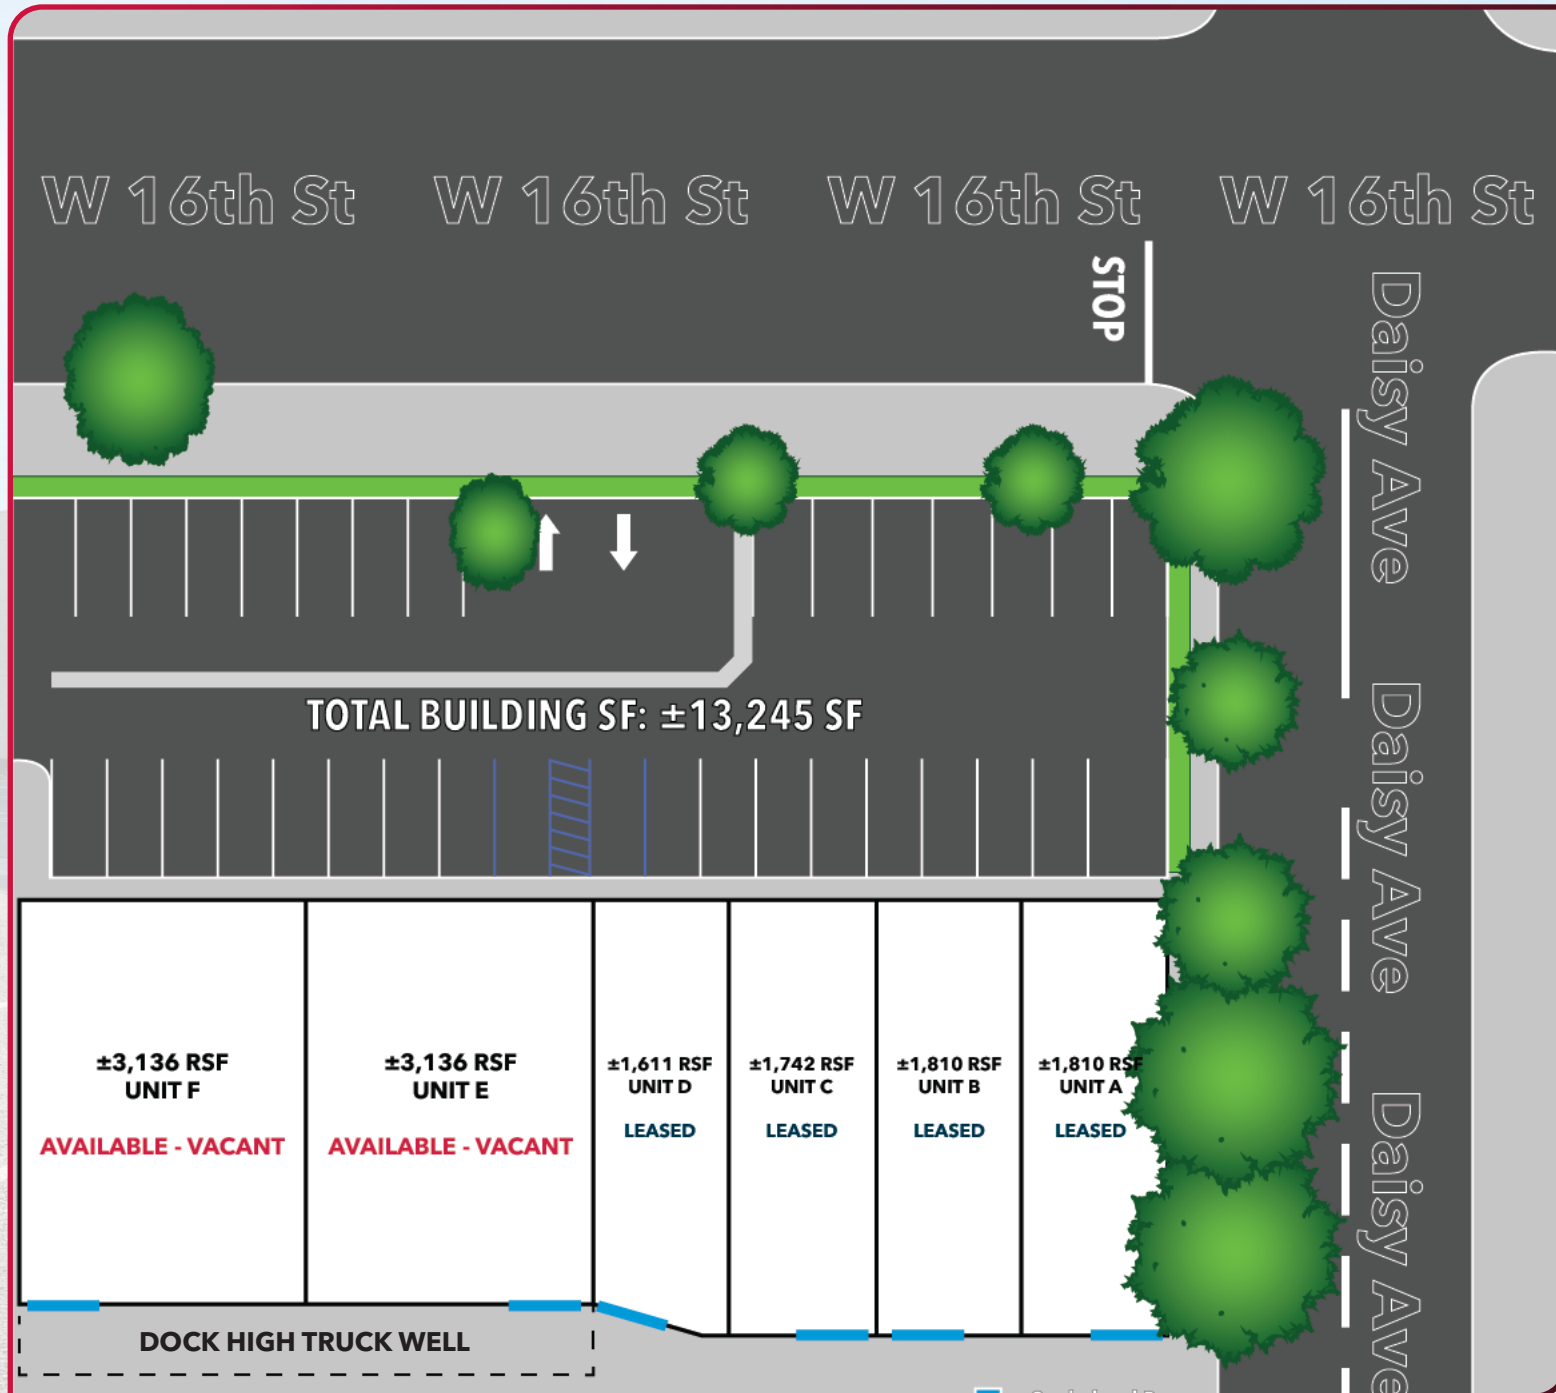 W 16th St W 16th St W 16th St W 16th St
STOP
Daisy Ave
TOTAL BUILDING SF: ±13,245 SF
Daisy Ave
±3,136 RSF
UNIT F
AVAILABLE - VACANT
±3,136 RSF
UNIT E
AVAILABLE - VACANT
±1,611 RSF
UNIT D
LEASED
±1,742 RSF
UNIT C
LEASED
±1,810 RSF
UNIT B
LEASED
±1,810 RSF
UNIT A
LEASED
Daisy Ave
DOCK HIGH TRUCK WELL